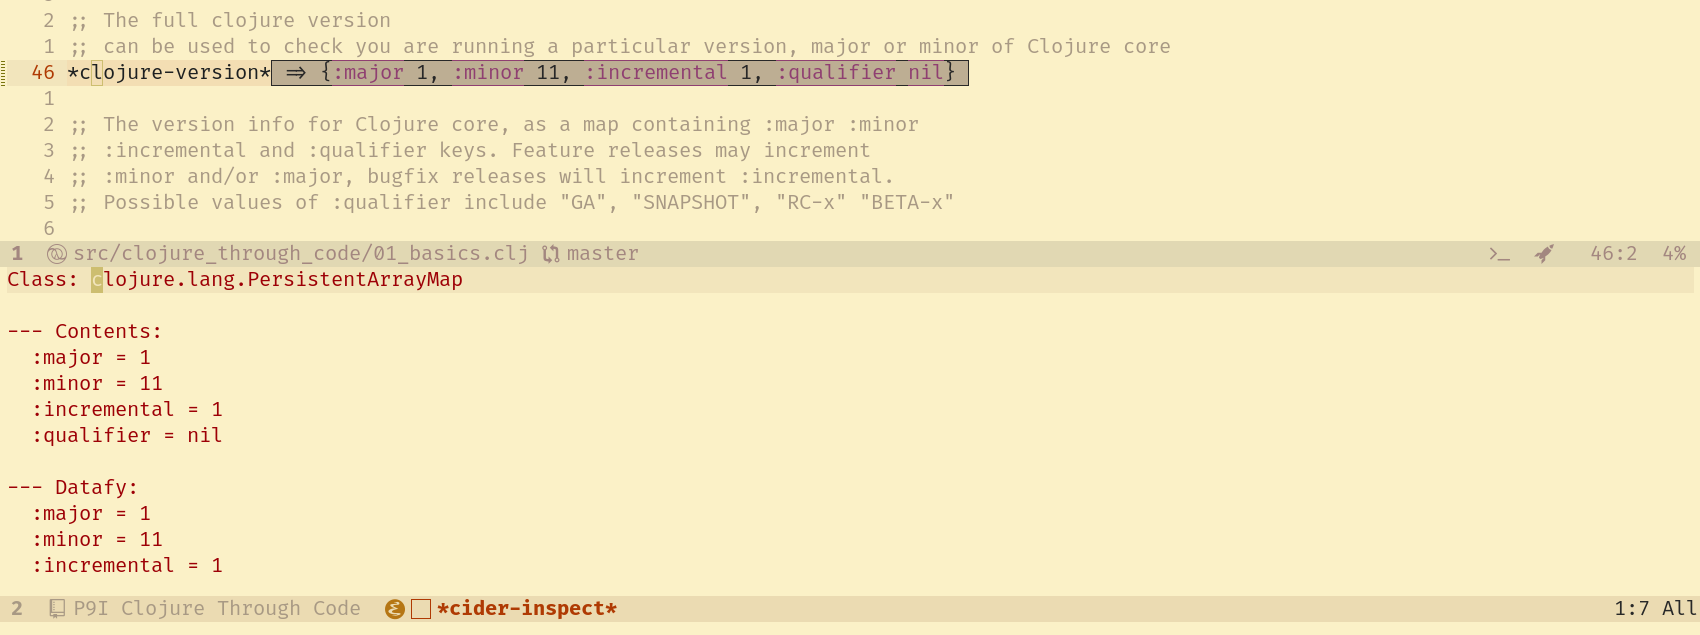 2 ;; The full clojure version
1 ;; can be used to check you are running a particular version, major or minor of Clojure core
46 *clojure-version* => {:major 1, :minor 11, :incremental 1, :qualifier nil}
1
2 ;; The version info for Clojure core, as a map containing :major :minor
3 ;; :incremental and :qualifier keys. Feature releases may increment
4 ;; :minor and/or :major, bugfix releases will increment :incremental.
5 ;; Possible values of :qualifier include "GA", "SNAPSHOT", "RC-x" "BETA-x"
6
1 src/clojure_through_code/01_basics.clj master >_ 46:2 4%
Class: clojure.lang.PersistentArrayMap
--- Contents:
:major = 1
:minor = 11
:incremental = 1
:qualifier = nil
--- Datafy:
:major = 1
:minor = 11
:incremental = 1
2 P9I Clojure Through Code *cider-inspect* 1:7 All